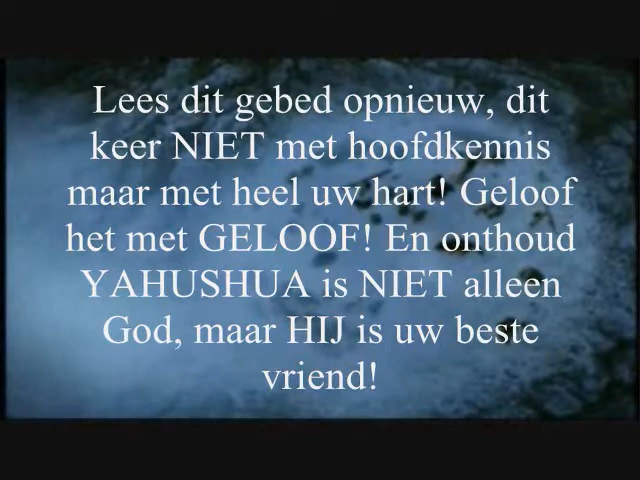 Lees dit gebed opnieuw, dit
keer NIET met hoofdkennis
maar met heel uw hart! Geloof
het met GELOOF! En onthoud
YAHUSHUA is NIET alleen
God, maar HIJ is uw beste
vriend!